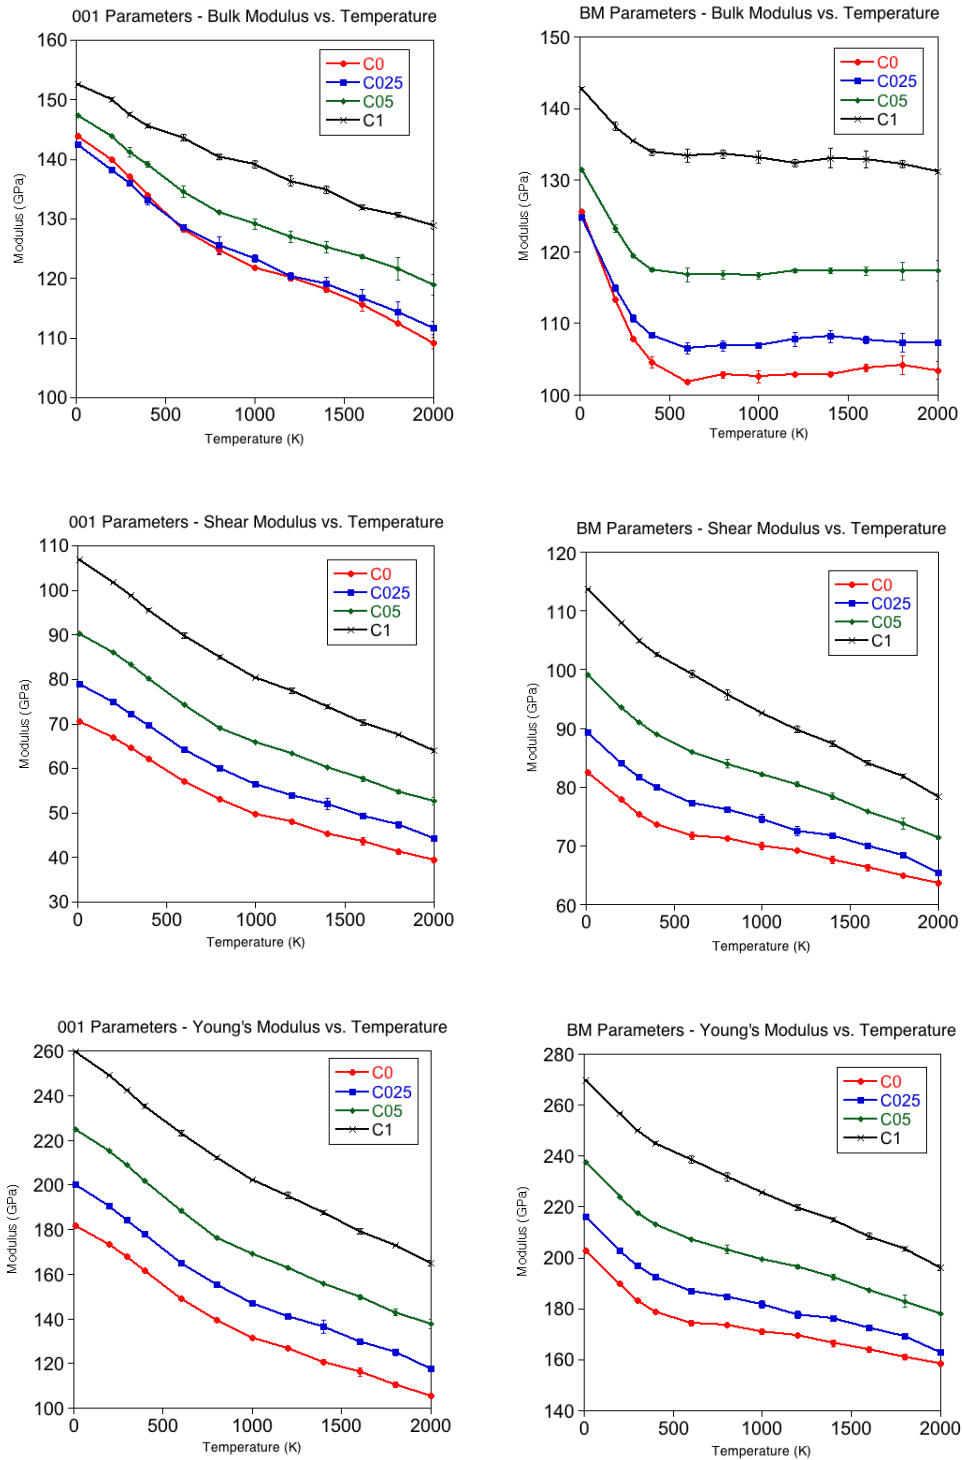 001 Parameters - Bulk Modulus vs. Temperature
160
150
140
130
120
110
100
0 500 1000 1500 2000
Modulus (GPa)
Temperature (K)
C0
C025
C05
C1
BM Parameters - Bulk Modulus vs. Temperature
150
142
131
120
108
100
0 500 1000 1500 2000
Modulus (GPa)
Temperature (K)
C0
C025
C05
C1
001 Parameters - Shear Modulus vs. Temperature
110
100
90
80
70
60
50
40
30
0 500 1000 1500 2000
Modulus (GPa)
Temperature (K)
C0
C025
C05
C1
BM Parameters - Shear Modulus vs. Temperature
120
110
100
90
80
70
60
0 500 1000 1500 2000
Modulus (GPa)
Temperature (K)
C0
C025
C05
C1
001 Parameters - Young's Modulus vs. Temperature
260
240
220
200
180
160
140
120
100
0 500 1000 1500 2000
Modulus (GPa)
Temperature (K)
C0
C025
C05
C1
BM Parameters - Young's Modulus vs. Temperature
280
260
240
220
200
180
160
140
0 500 1000 1500 2000
Modulus (GPa)
Temperature (K)
C0
C025
C05
C1